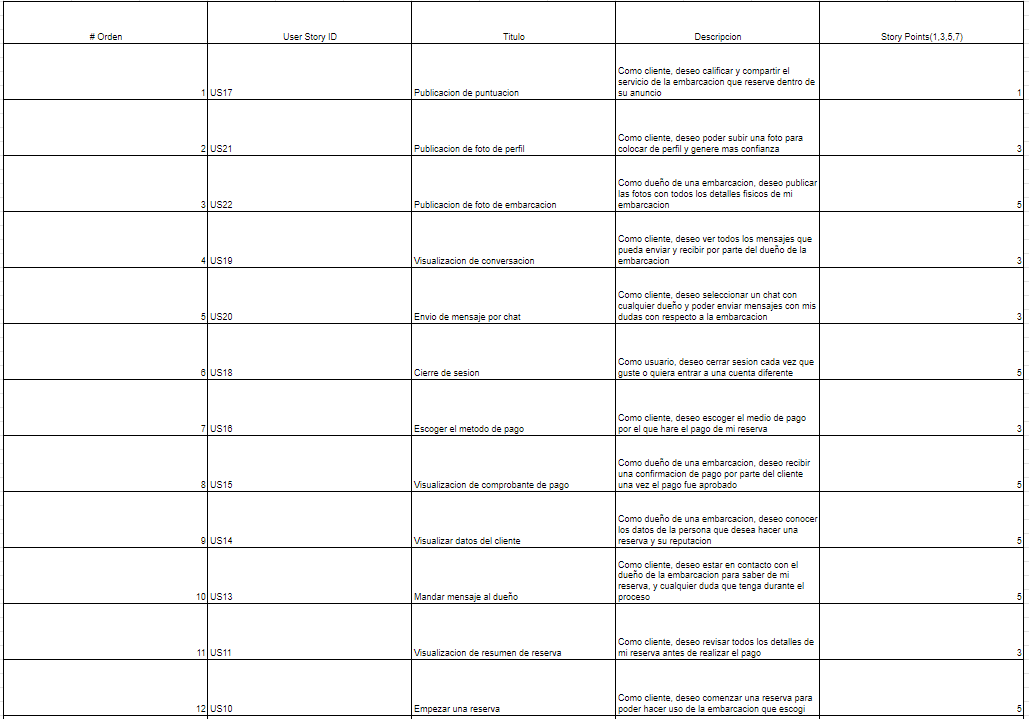 # Orden User Story ID Titulo Descripcion Story Points(1,3,5,7)
Como cliente, deseo calificar y compartir el
servicio de la embarcacion que reserve dentro de
1 US17 Publicacion de puntuacion su anuncio 1
Como cliente, deseo poder subir una foto para
2 US21 Publicacion de foto de perfil colocar de perfil y genere mas confianza 3
Como dueño de una embarcacion, deseo publicar
las fotos con todos los detalles fisicos de mi
3 US22 Publicacion de foto de embarcacion embarcacion 5
Como cliente, deseo ver todos los mensajes que
pueda enviar y recibir por parte del dueño de la
4 US19 Visualizacion de conversacion embarcacion 3
Como cliente, deseo seleccionar un chat con
cualquier dueño y poder enviar mensajes con mis
5 US20 Envio de mensaje por chat dudas con respecto a la embarcacion 3
Como usuario, deseo cerrar sesion cada vez que
6 US18 Cierre de sesion guste o quiera entrar a una cuenta diferente 5
Como cliente, deseo escoger el medio de pago
7 US16 Escoger el metodo de pago por el que hare el pago de mi reserva 3
Como dueño de una embarcacion, deseo recibir
una confirmacion de pago por parte del cliente
8 US15 Visualizacion de comprobante de pago una vez el pago fue aprobado 5
Como dueño de una embarcacion, deseo conocer
los datos de la persona que desea hacer una
9 US14 Visualizar datos del cliente reserva y su reputacion 5
Como cliente, deseo estar en contacto con el
dueño de la embarcacion para saber de mi
reserva, y cualquier duda que tenga durante el
10 US13 Mandar mensaje al dueño proceso 5
Como cliente, deseo revisar todos los detalles de
11 US11 Visualizacion de resumen de reserva mi reserva antes de realizar el pago 3
Como cliente, deseo comenzar una reserva para
12 US10 Empezar una reserva poder hacer uso de la embarcacion que escogi 5